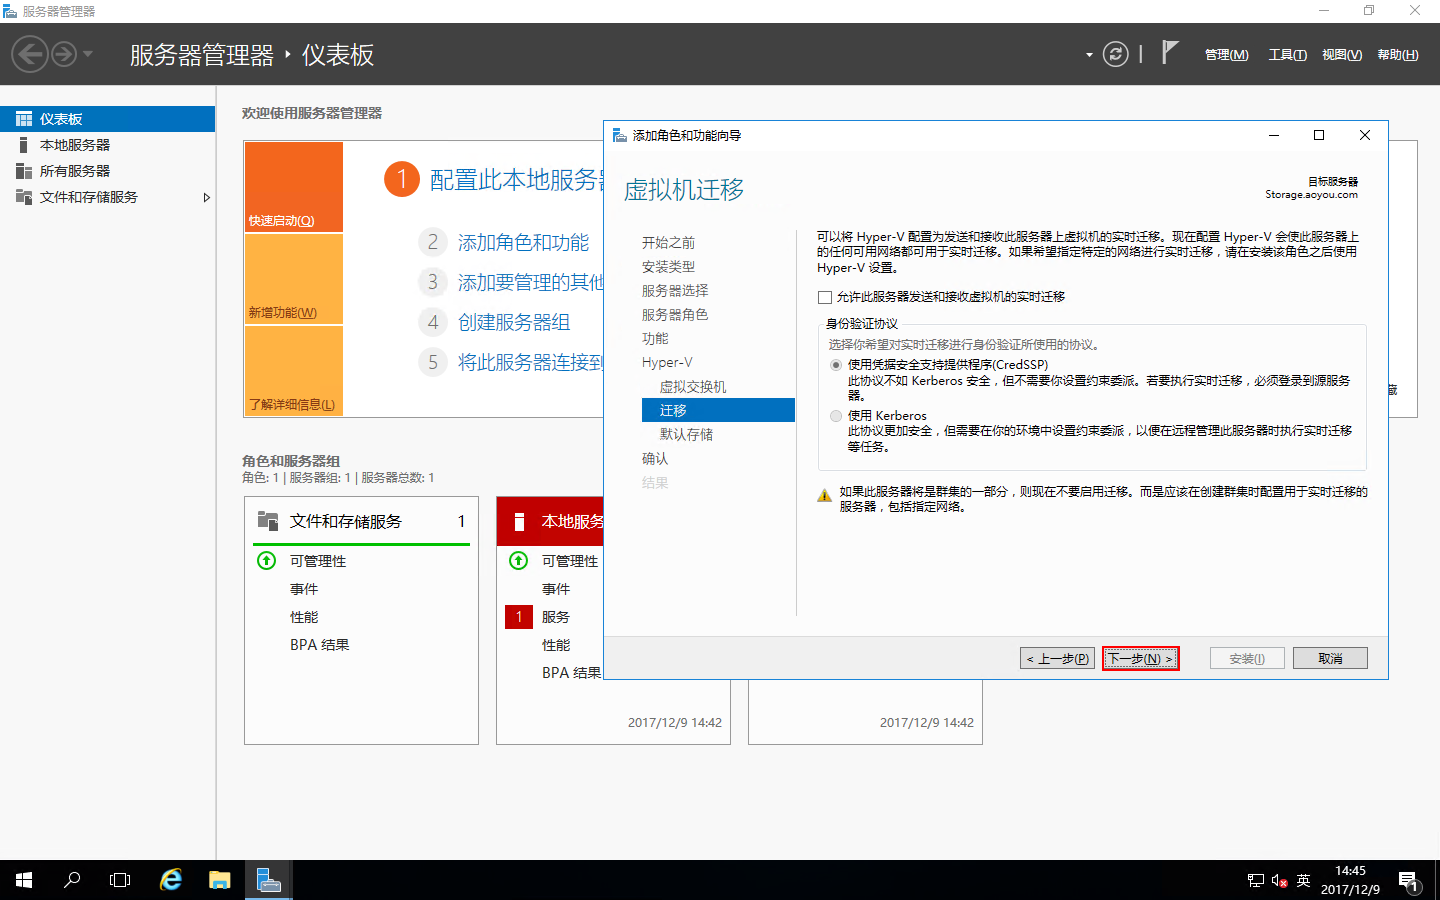 服务器管理器
服务器管理器 · 仪表板
管理(M)
工具(T)
视图(V)
帮助(H)
仪表板
本地服务器
所有服务器
文件和存储服务
欢迎使用服务器管理器
快速启动(Q)
新增功能(W)
了解详细信息(L)
1 配置此本地服务
2 添加角色和功能
3 添加要管理的其他
4 创建服务器组
5 将此服务器连接到
藏
角色和服务器组
角色: 1 | 服务器组: 1 | 服务器总数: 1
文件和存储服务 1
可管理性
事件
性能
BPA 结果
本地服务
可管理性
事件
1 服务
性能
BPA 结果
2017/12/9 14:42
2017/12/9 14:42
添加角色和功能向导
虚拟机迁移
目标服务器
Storage.aoyou.com
开始之前
安装类型
服务器选择
服务器角色
功能
Hyper-V
虚拟交换机
迁移
默认存储
确认
结果
可以将 Hyper-V 配置为发送和接收此服务器上虚拟机的实时迁移。现在配置 Hyper-V 会使此服务器上
的任何可用网络都可用于实时迁移。如果希望指定特定的网络进行实时迁移，请在安装该角色之后使用
Hyper-V 设置。
允许此服务器发送和接收虚拟机的实时迁移
身份验证协议
选择你希望对实时迁移进行身份验证所使用的协议。
使用凭据安全支持提供程序(CredSSP)
此协议不如 Kerberos 安全，但不需要你设置约束委派。若要执行实时迁移，必须登录到源服务
器。
使用 Kerberos
此协议更加安全，但需要在你的环境中设置约束委派，以便在远程管理此服务器时执行实时迁移
等任务。
如果此服务器将是群集的一部分，则现在不要启用迁移。而是应该在创建群集时配置用于实时迁移的
服务器，包括指定网络。
< 上一步(P)
下一步(N) >
安装(I)
取消
英
14:45
2017/12/9
1